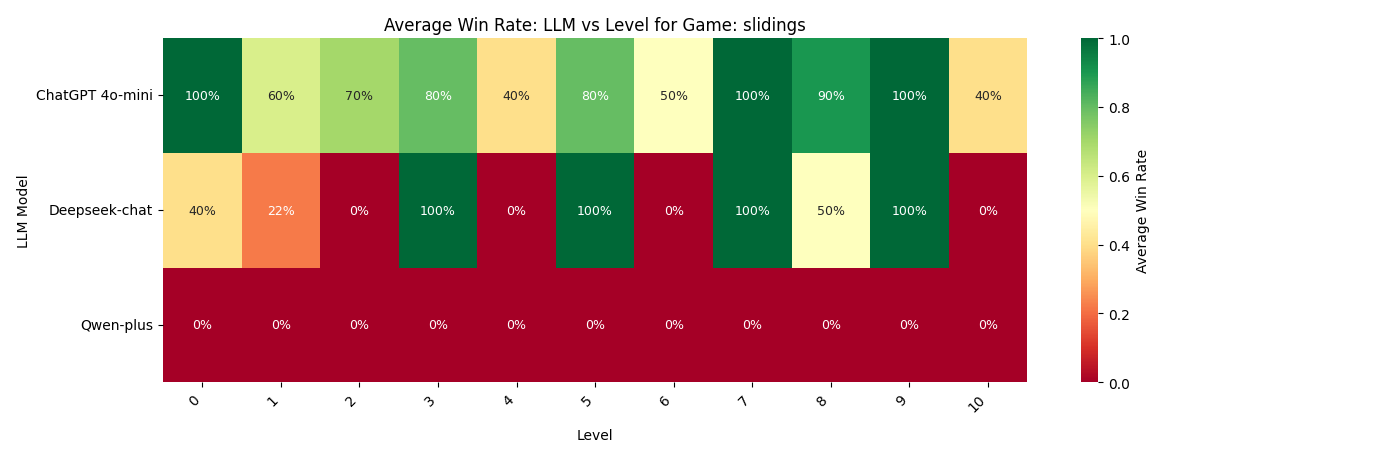 Average Win Rate: LLM vs Level for Game: slidings
ChatGPT 4o-mini 100% 60% 70% 80% 40% 80% 50% 100% 90% 100% 40%
Deepseek-chat 40% 22% 0% 100% 0% 100% 0% 100% 50% 100% 0%
Qwen-plus 0% 0% 0% 0% 0% 0% 0% 0% 0% 0% 0%
0 1 2 3 4 5 6 7 8 9 10
Level
LLM Model
1.0
0.8
0.6
0.4
0.2
0.0
Average Win Rate